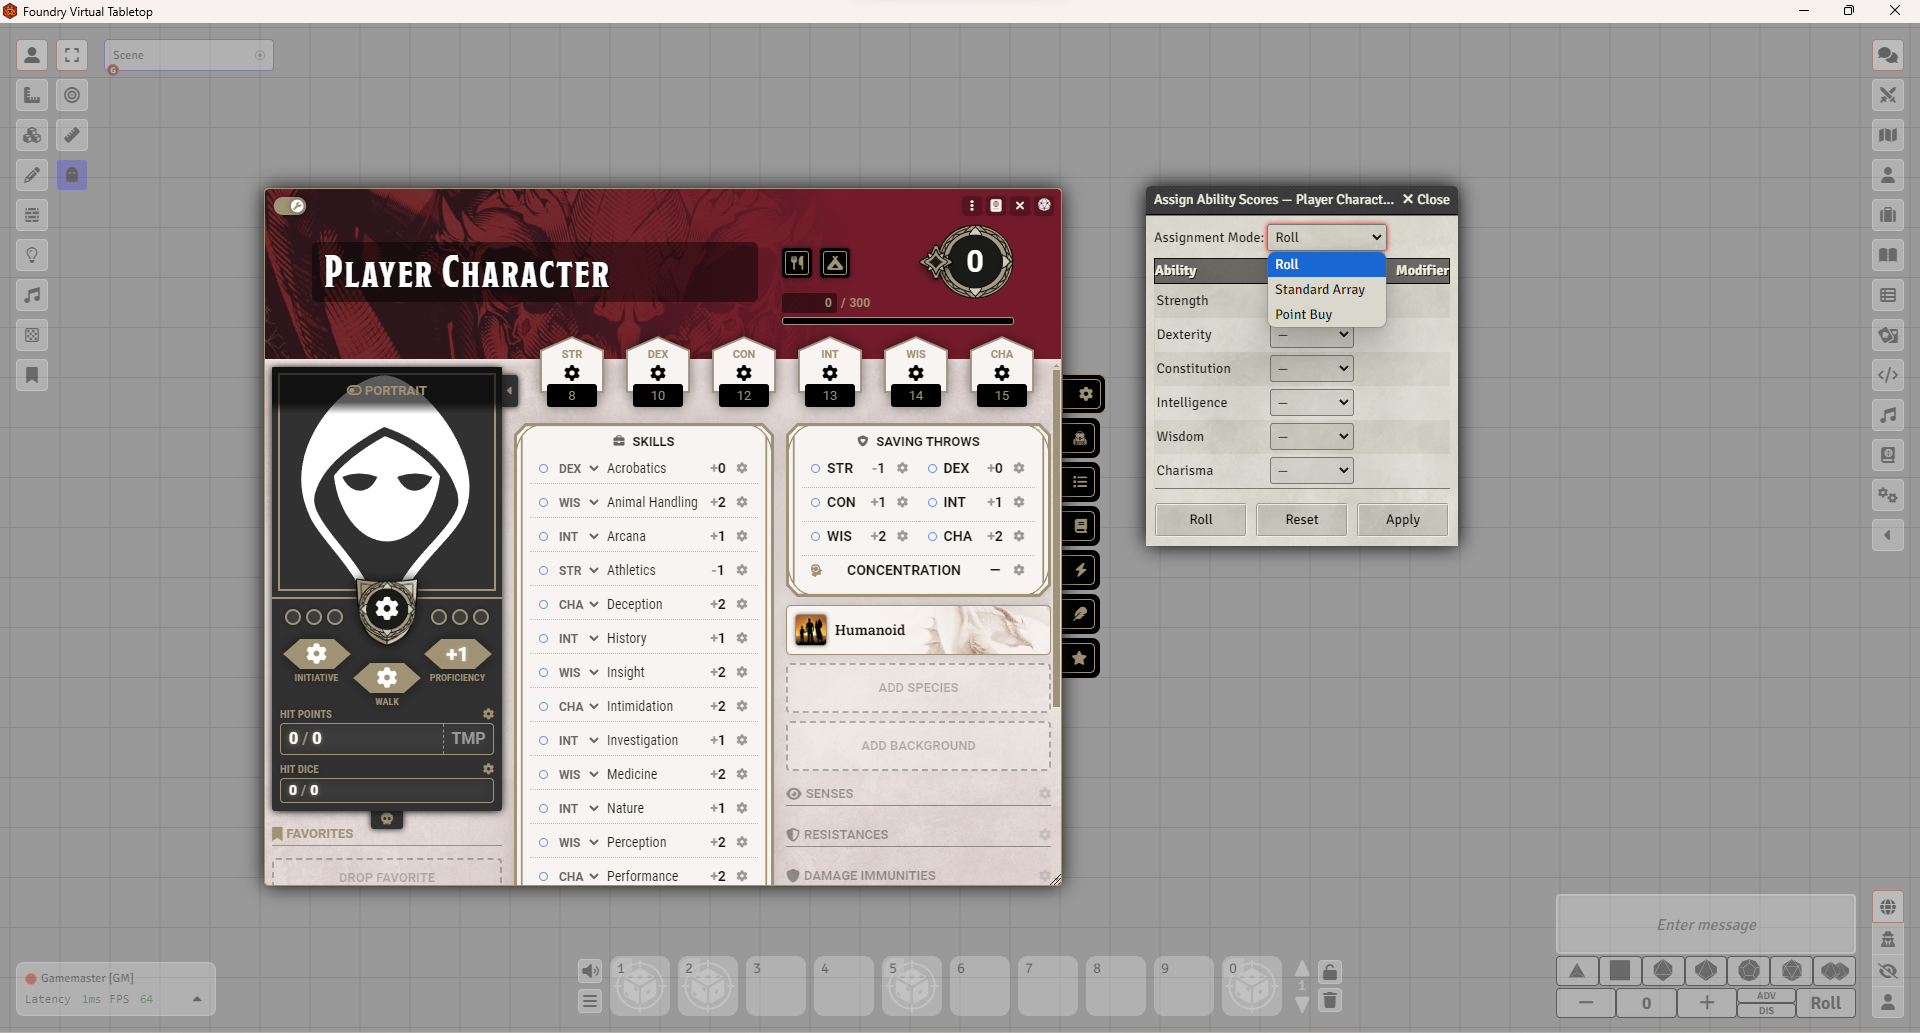 Foundry Virtual Tabletop
Scene
G
PLAYER CHARACTER
0
0 / 300
STR
DEX
CON
INT
WIS
CHA
8
10
12
13
14
15
PORTRAIT
INITIATIVE
+1
PROFICIENCY
WALK
HIT POINTS
0 / 0
TMP
HIT DICE
0 / 0
FAVORITES
DROP FAVORITE
SKILLS
DEX Acrobatics +0
WIS Animal Handling +2
INT Arcana +1
STR Athletics -1
CHA Deception +2
INT History +1
WIS Insight +2
CHA Intimidation +2
INT Investigation +1
WIS Medicine +2
INT Nature +1
WIS Perception +2
CHA Performance +2
SAVING THROWS
STR -1 DEX +0
CON +1 INT +1
WIS +2 CHA +2
CONCENTRATION —
Humanoid
ADD SPECIES
ADD BACKGROUND
SENSES
RESISTANCES
DAMAGE IMMUNITIES
Assign Ability Scores — Player Charact... Close
Assignment Mode: Roll
Roll
Standard Array
Point Buy
Ability Modifier
Strength
Dexterity —
Constitution —
Intelligence —
Wisdom —
Charisma —
Roll Reset Apply
Gamemaster [GM]
Latency 1ms FPS 64
1 2 3 4 5 6 7 8 9 0
1
Enter message
0
ADV
DIS
Roll